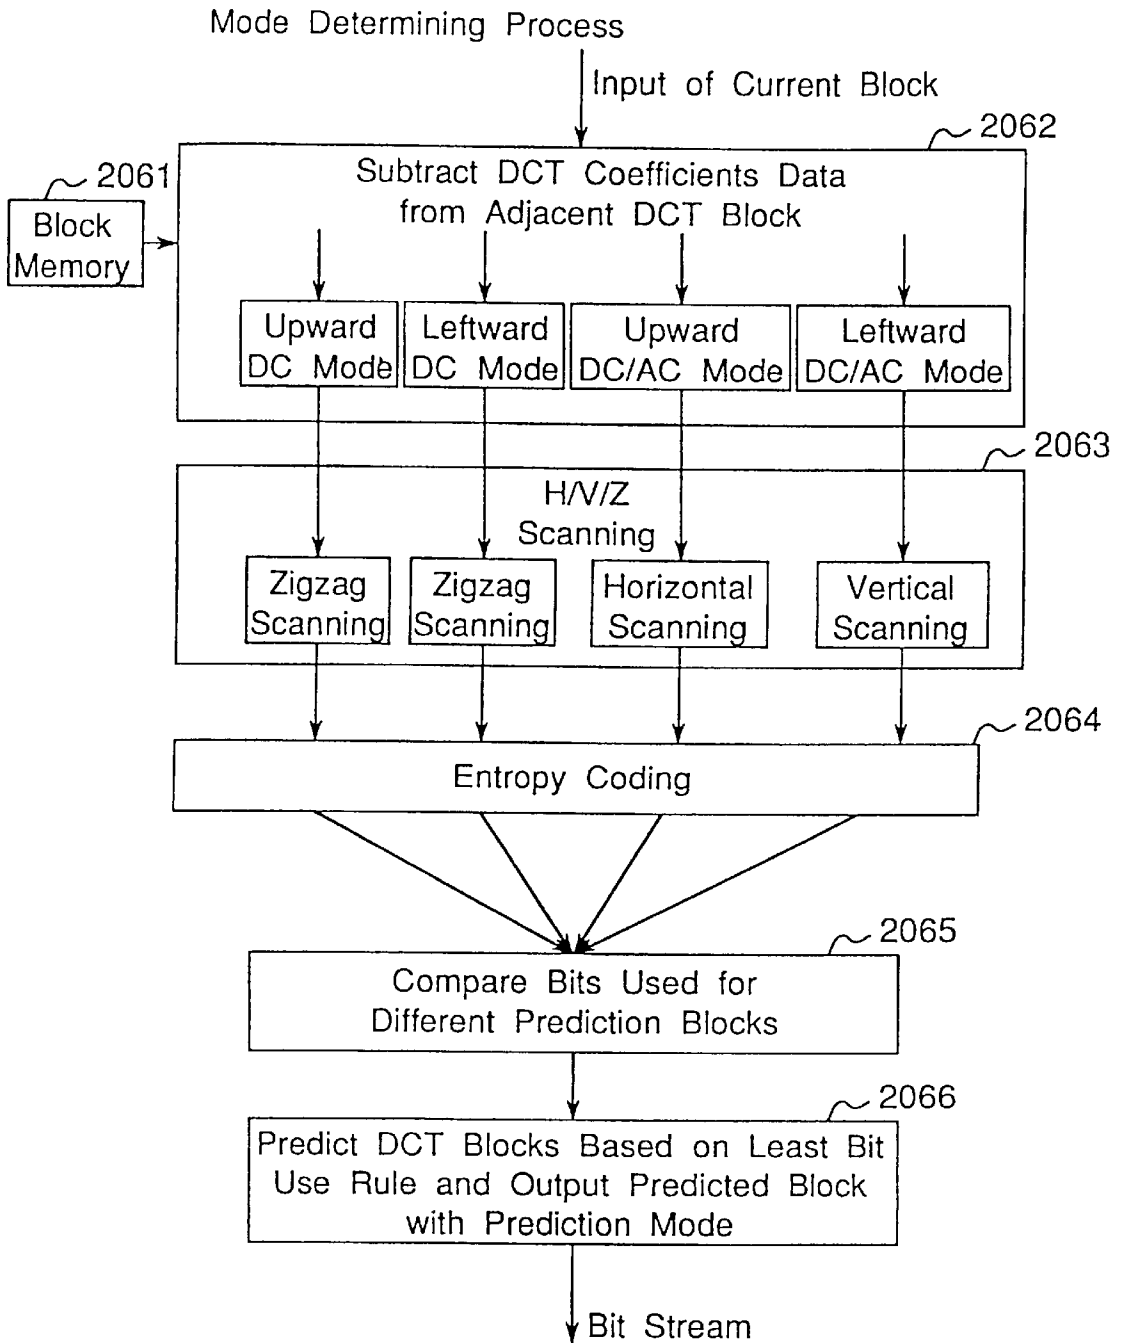 Mode Determining Process
Input of Current Block
2062
2061
Subtract DCT Coefficients Data
from Adjacent DCT Block
Block
Memory
Upward
DC Mode
Leftward
DC Mode
Upward
DC/AC Mode
Leftward
DC/AC Mode
2063
H/V/Z
Scanning
Zigzag
Scanning
Zigzag
Scanning
Horizontal
Scanning
Vertical
Scanning
2064
Entropy Coding
2065
Compare Bits Used for
Different Prediction Blocks
2066
Predict DCT Blocks Based on Least Bit
Use Rule and Output Predicted Block
with Prediction Mode
Bit Stream